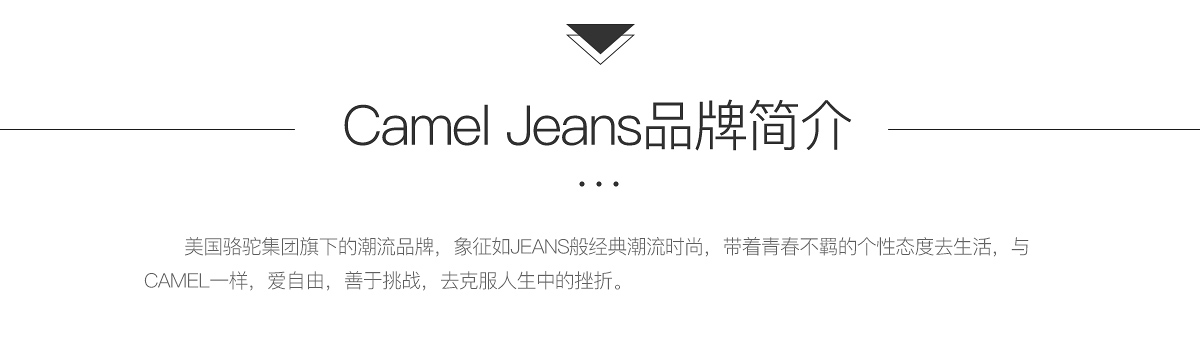 Camel Jeans品牌简介
美国骆驼集团旗下的潮流品牌，象征如JEANS般经典潮流时尚，带着青春不羁的个性态度去生活，与
CAMEL一样，爱自由，善于挑战，去克服人生中的挫折。